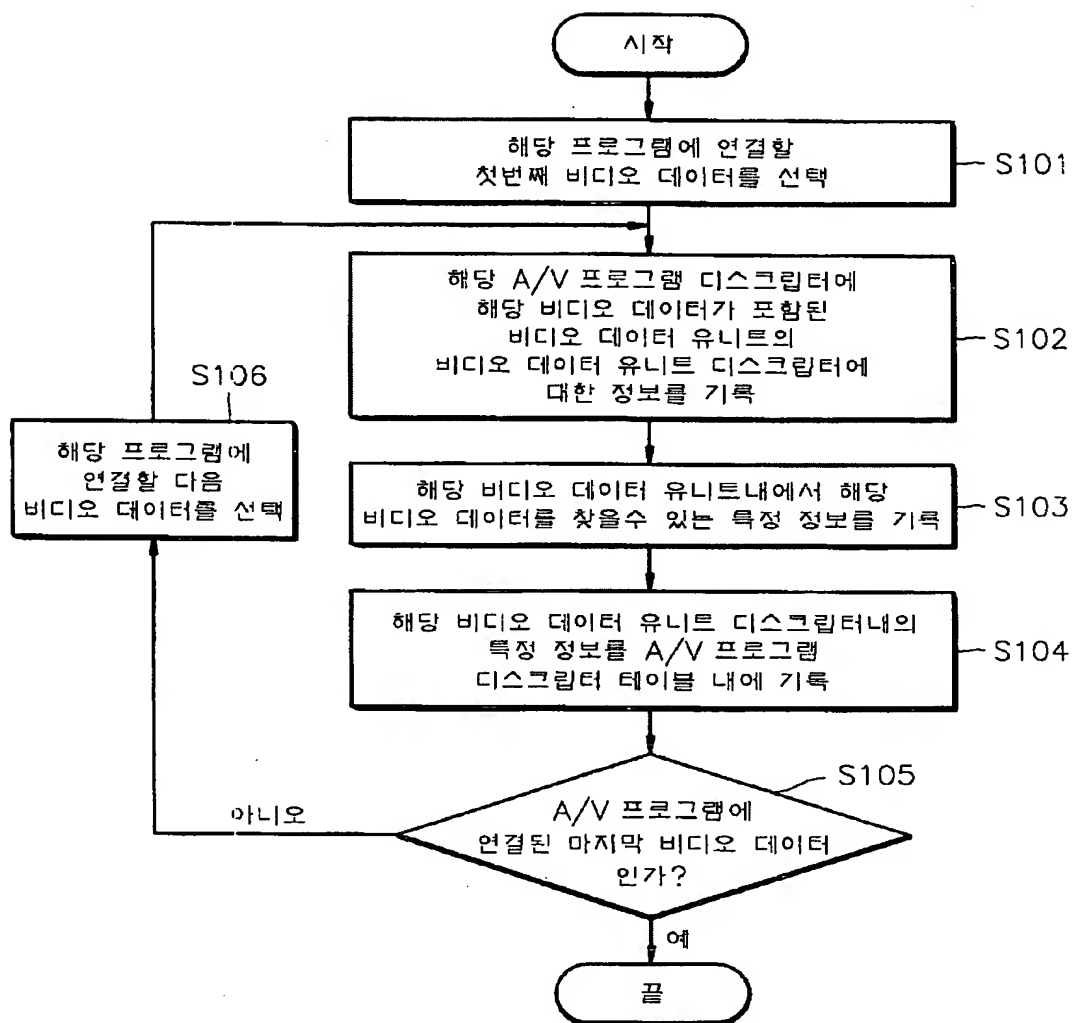 시작
해당 프로그램에 연결할
첫번째 비디오 데이터를 선택
S101
해당 A/V 프로그램 디스크립터에
해당 비디오 데이터가 포함된
비디오 데이터 유니트의
비디오 데이터 유니트 디스크립터에
대한 정보를 기록
S102
S106
해당 프로그램에
연결할 다음
비디오 데이터를 선택
해당 비디오 데이터 유니트내에서 해당
비디오 데이터를 찾을수 있는 특정 정보를 기록
S103
해당 비디오 데이터 유니트 디스크립터내의
특정 정보를 A/V 프로그램
디스크립터 테이블 내에 기록
S104
S105
아니오
A/V 프로그램에
연결된 마지막 비디오 데이터
인가?
예
끝